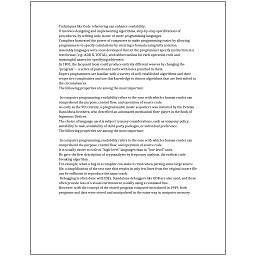 Techniques like Code refactoring can enhance readability.
It involves designing and implementing algorithms, step-by-step specifications of
procedures, by writing code in one or more programming languages.
Compilers harnessed the power of computers to make programming easier by allowing
programmers to specify calculations by entering a formula using infix notation.
Assembly languages were soon developed that let the programmer specify instruction in a
text format (e.g., ADD X, TOTAL), with abbreviations for each operation code and
meaningful names for specifying addresses.
In 1801, the Jacquard loom could produce entirely different weaves by changing the
"program" – a series of pasteboard cards with holes punched in them.
Expert programmers are familiar with a variety of well-established algorithms and their
respective complexities and use this knowledge to choose algorithms that are best suited to
the circumstances.
The following properties are among the most important:
In computer programming, readability refers to the ease with which a human reader can
comprehend the purpose, control flow, and operation of source code.
As early as the 9th century, a programmable music sequencer was invented by the Persian
Banu Musa brothers, who described an automated mechanical flute player in the Book of
Ingenious Devices.
The choice of language used is subject to many considerations, such as company policy,
suitability to task, availability of third-party packages, or individual preference.
The following properties are among the most important:
In computer programming, readability refers to the ease with which a human reader can
comprehend the purpose, control flow, and operation of source code.
It is usually easier to code in "high-level" languages than in "low-level" ones.
He gave the first description of cryptanalysis by frequency analysis, the earliest code-
breaking algorithm.
For example, when a bug in a compiler can make it crash when parsing some large source
file, a simplification of the test case that results in only few lines from the original source file
can be sufficient to reproduce the same crash.
Debugging is often done with IDEs. Standalone debuggers like GDB are also used, and these
often provide less of a visual environment, usually using a command line.
However, with the concept of the stored-program computer introduced in 1949, both
programs and data were stored and manipulated in the same way in computer memory.